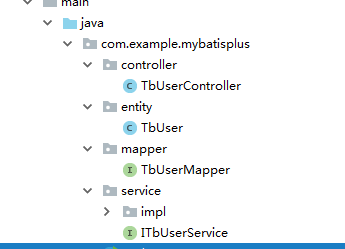 main
java
com.example.mybatisplus
controller
TbUserController
entity
TbUser
mapper
TbUserMapper
service
impl
ITbUserService